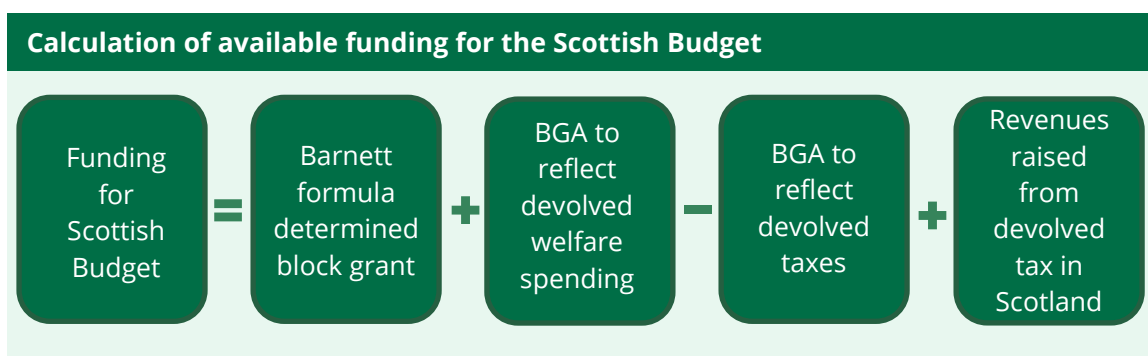 Calculation of available funding for the Scottish Budget
Funding
for
Scottish
Budget
=
Barnett
formula
determined
block grant
+
BGA to
reflect
devolved
welfare
spending
−
BGA to
reflect
devolved
taxes
+
Revenues
raised
from
devolved
tax in
Scotland